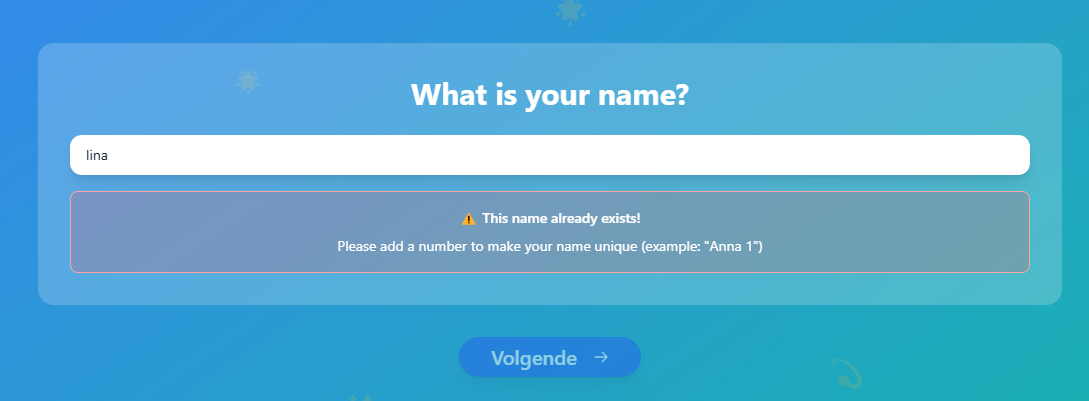 What is your name?
lina
⚠️ This name already exists!
Please add a number to make your name unique (example: "Anna 1")
Volgende →